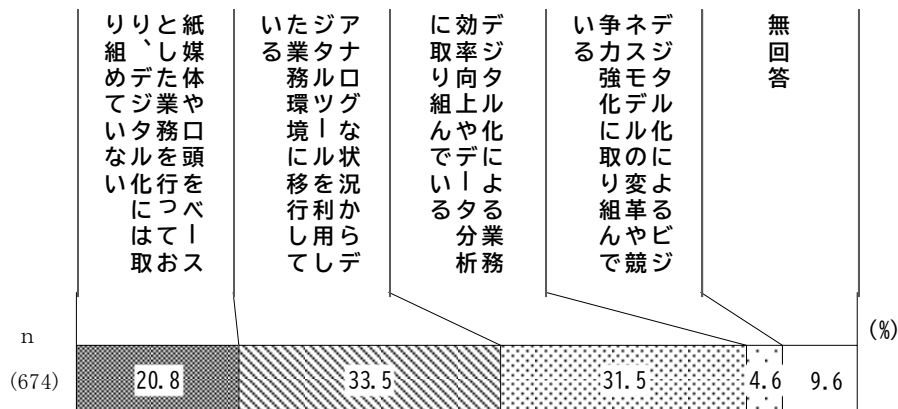 紙媒体や口頭をベース
とした業務を行ってお
り、デジタル化には取
り組めていない
アナログな状況からデ
ジタルツールを利用し
た業務環境に移行して
いる
デジタル化による業務
効率向上やデータ分析
に取り組んでいる
デジタル化によるビジ
ネスモデルの変革や競
争力強化に取り組んで
いる
無回答
n
(%)
(674)
20.8
33.5
31.5
4.6
9.6